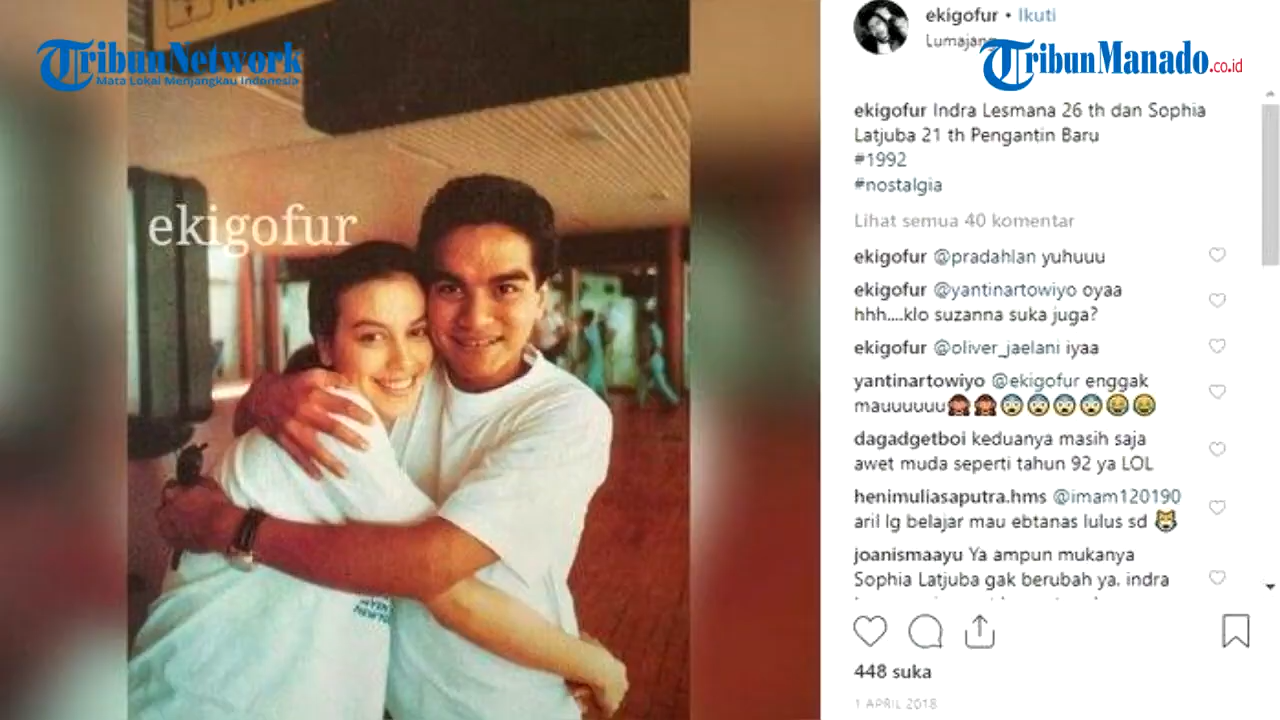 TribunNetwork
Mata Lokal Menjangkau Indonesia
ekigofur
ekigofur • Ikuti
Lumajang
TribunManado.co.id
ekigofur Indra Lesmana 26 th dan Sophia
Latjuba 21 th Pengantin Baru
#1992
#nostalgia
Lihat semua 40 komentar
ekigofur @pradahlan yuhuuu
ekigofur @yantinartowiyo oyaa
hhh....klo suzanna suka juga?
ekigofur @oliver_jaelani iyaa
yantinartowiyo @ekigofur enggak
mauuuuuu🙈🙈😨😨😨😨😂😂
dagadgetboi keduanya masih saja
awet muda seperti tahun 92 ya LOL
henimuliasaputra.hms @imam120190
aril lg belajar mau ebtanas lulus sd 😹
joanismaayu Ya ampun mukanya
Sophia Latjuba gak berubah ya. indra
448 suka
1 APRIL 2018